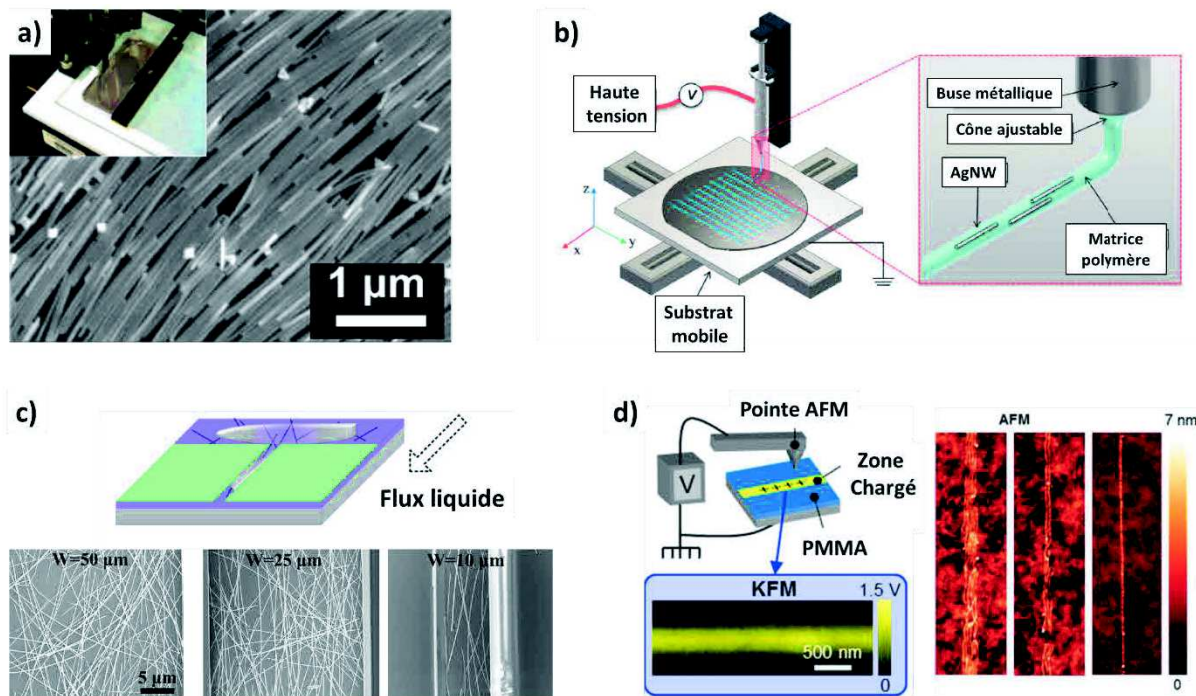 a)
1 µm
b)
Haute
tension
V
z
x
y
Substrat
mobile
Buse métallique
Cône ajustable
AgNW
Matrice
polymère
c)
Flux liquide
W=50 µm
W=25 µm
W=10 µm
5 µm
d)
Pointe AFM
V
Zone
Chargé
PMMA
KFM
1.5 V
500 nm
0
AFM
7 nm
0